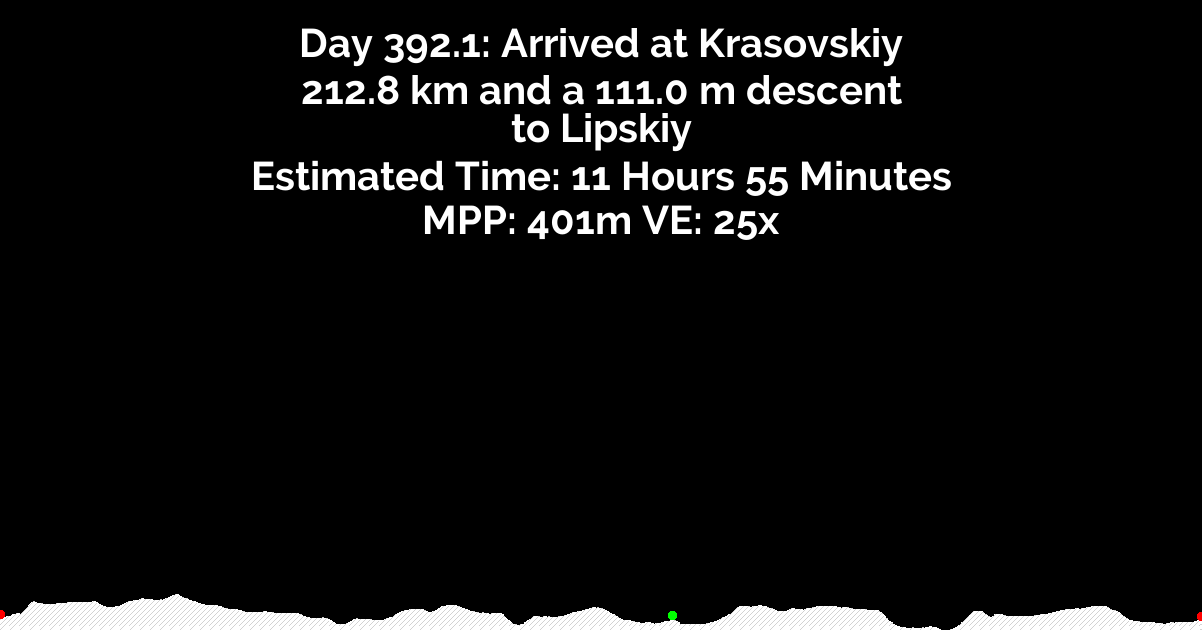 Day 392.1: Arrived at Krasovskiy
212.8 km and a 111.0 m descent
to Lipskiy
Estimated Time: 11 Hours 55 Minutes
MPP: 401m VE: 25x